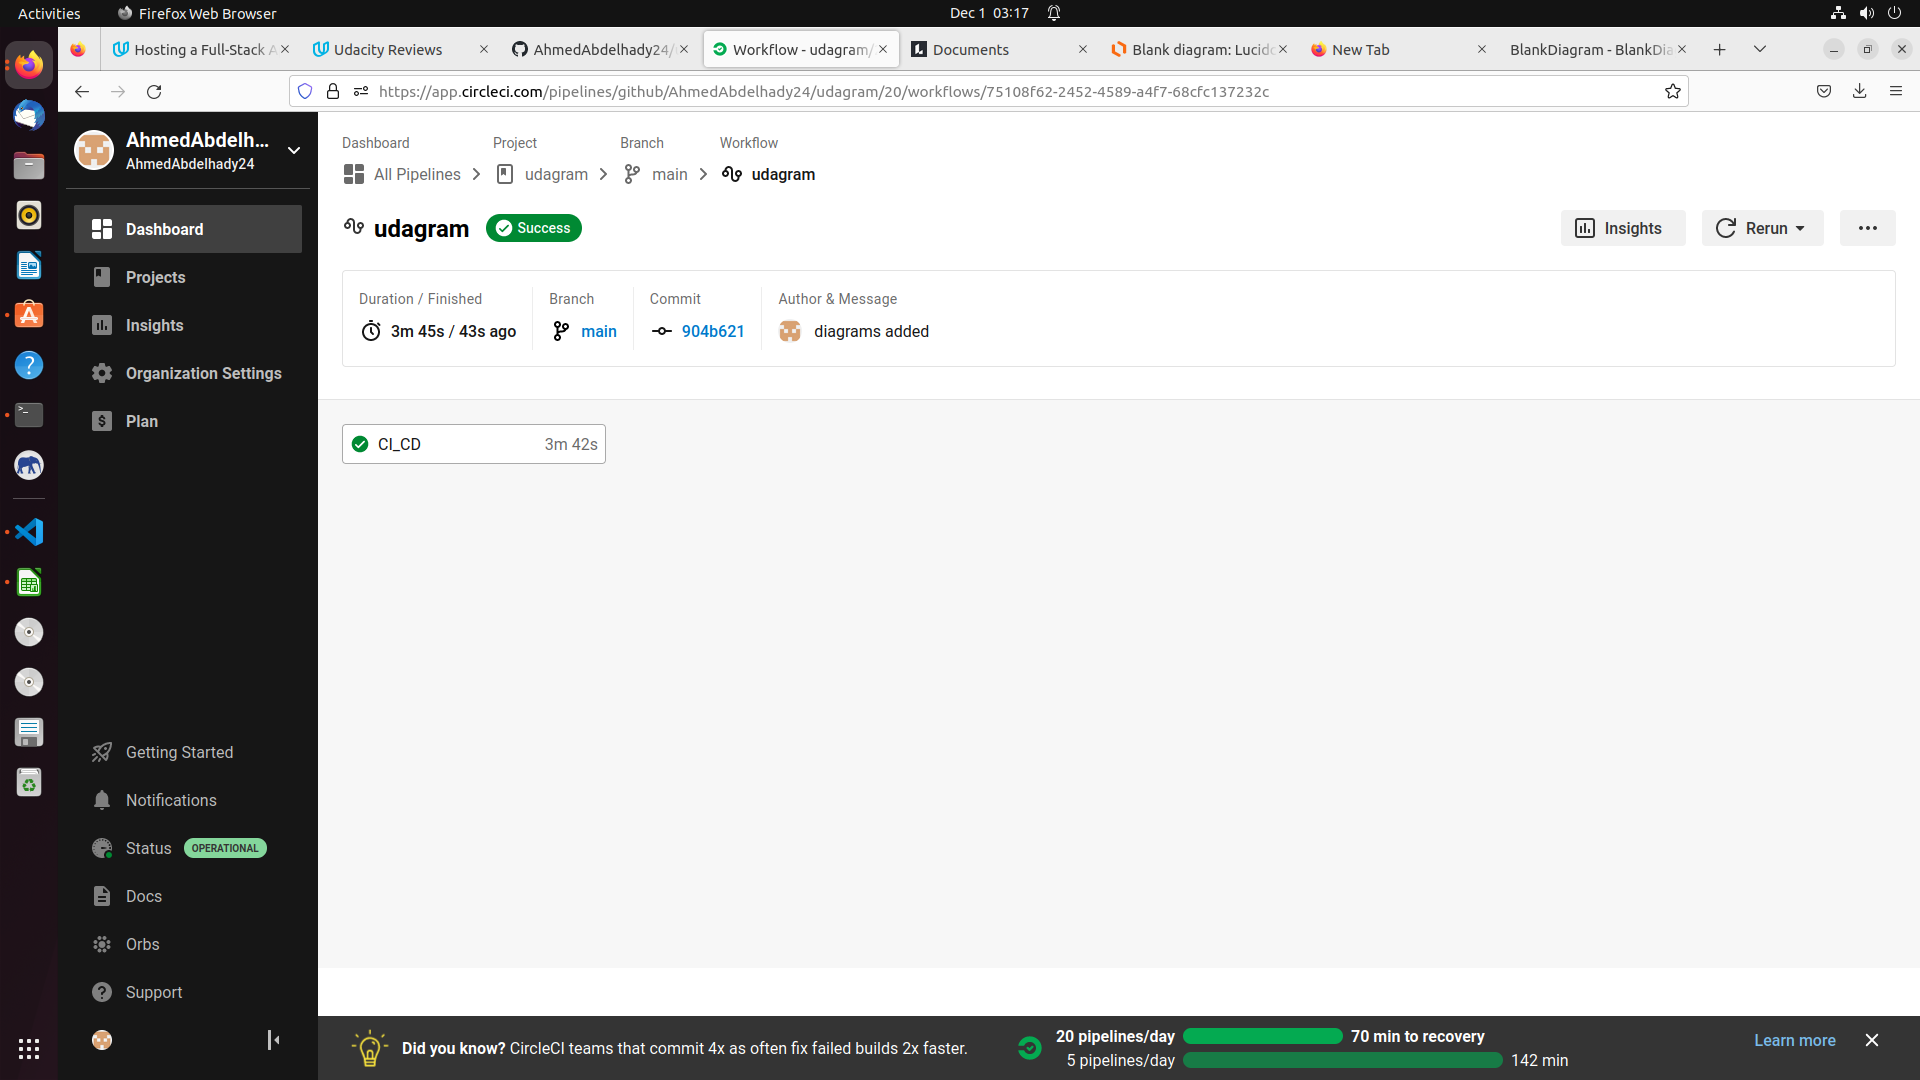 Activities
Firefox Web Browser
Dec 1 03:17
Hosting a Full-Stack A
Udacity Reviews
AhmedAbdelhady24/
Workflow - udagram/
Documents
Blank diagram: Lucid
New Tab
BlankDiagram - BlankDia
https://app.circleci.com/pipelines/github/AhmedAbdelhady24/udagram/20/workflows/75108f62-2452-4589-a4f7-68cfc137232c
AhmedAbdelh...
AhmedAbdelhady24
Dashboard
Projects
Insights
Organization Settings
Plan
Getting Started
Notifications
Status OPERATIONAL
Docs
Orbs
Support
Dashboard Project Branch Workflow
All Pipelines udagram main udagram
udagram Success
Insights Rerun
Duration / Finished Branch Commit Author & Message
3m 45s / 43s ago main 904b621 diagrams added
CI_CD 3m 42s
Did you know? CircleCI teams that commit 4x as often fix failed builds 2x faster.
20 pipelines/day 70 min to recovery
5 pipelines/day 142 min
Learn more